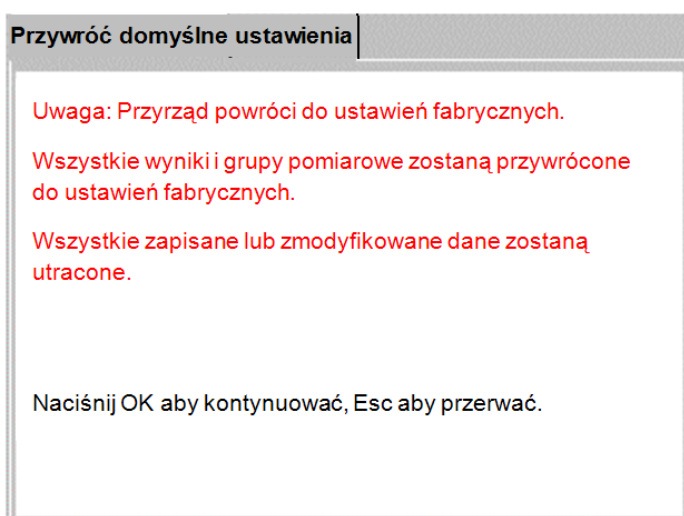 Przywróć domyślne ustawienia
Uwaga: Przyrząd powróci do ustawień fabrycznych.
Wszystkie wyniki i grupy pomiarowe zostaną przywrócone
do ustawień fabrycznych.
Wszystkie zapisane lub zmodyfikowane dane zostaną
utracone.
Naciśnij OK aby kontynuować, Esc aby przerwać.